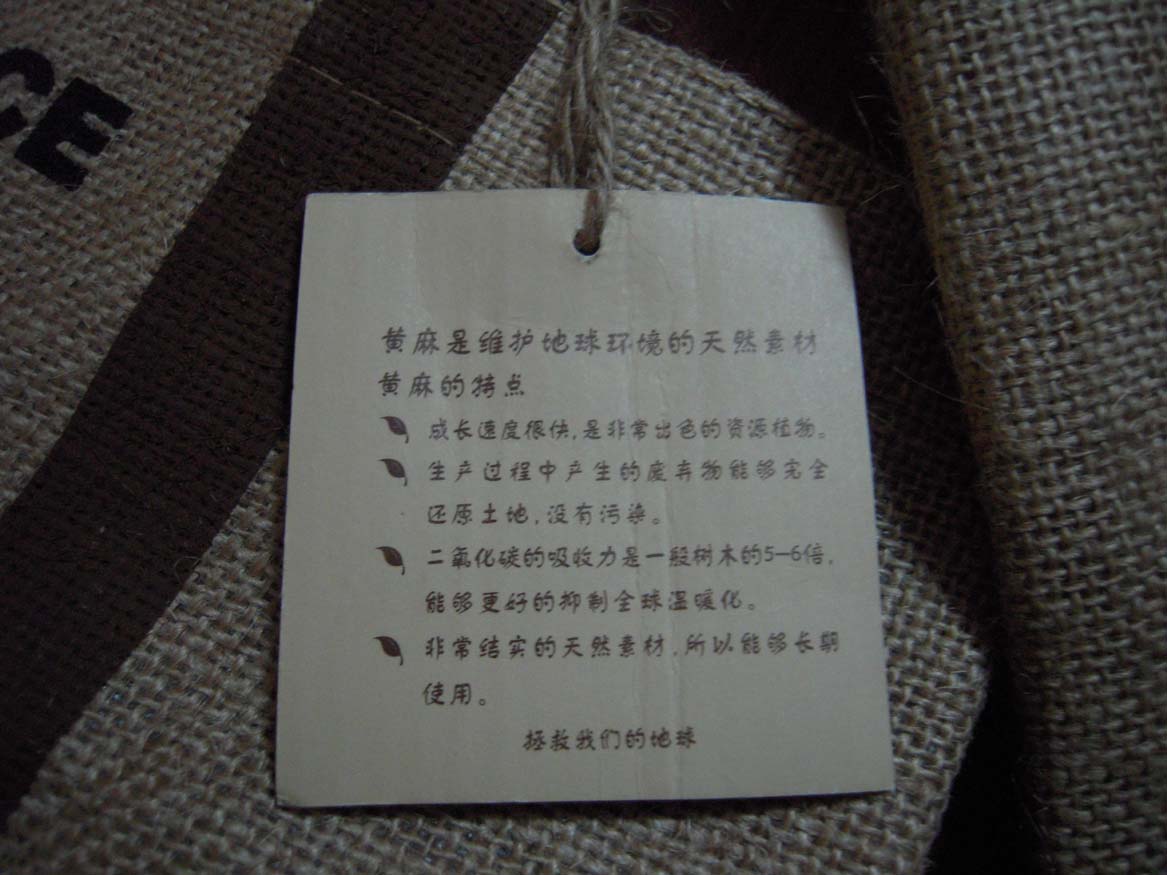 CE
黄麻是维护地球环境的天然素材
黄麻的特点
成长速度很快,是非常出色的资源植物。
生产过程中产生的废弃物能够完全
还原土地,没有污染。
二氧化碳的吸收力是一般树木的5-6倍,
能够更好的抑制全球温暖化。
非常结实的天然素材,所以能够长期
使用。
拯救我们的地球